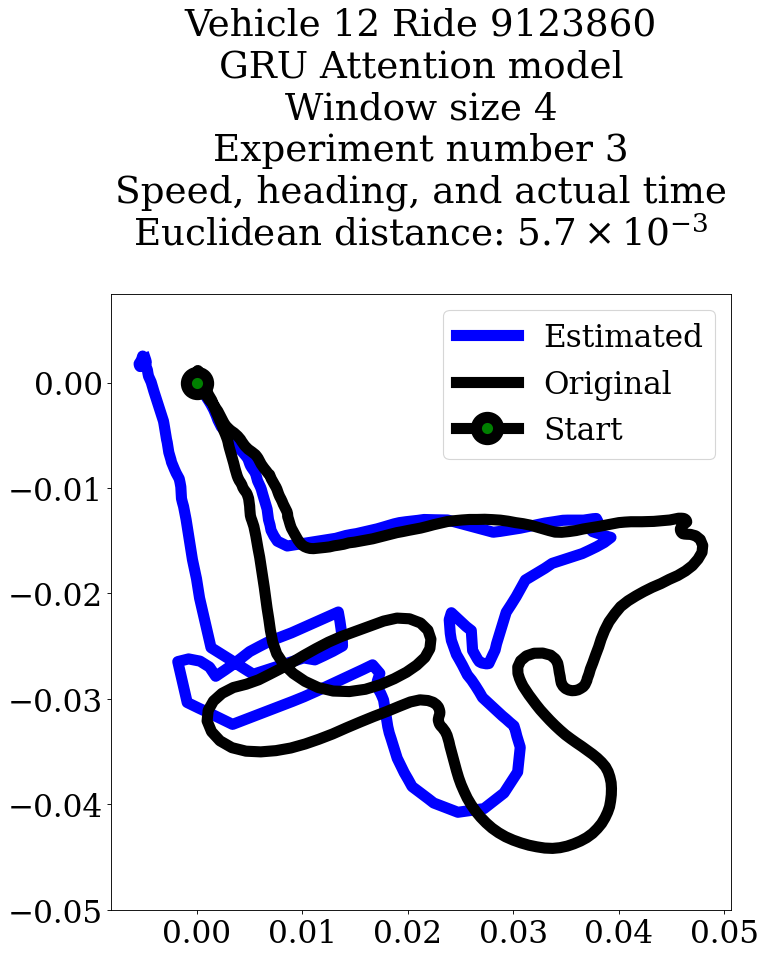 Vehicle 12 Ride 9123860
GRU Attention model
Window size 4
Experiment number 3
Speed, heading, and actual time
Euclidean distance: 5.7 × 10⁻³
Estimated
Original
Start
0.00
−0.01
−0.02
−0.03
−0.04
−0.05
0.00 0.01 0.02 0.03 0.04 0.05